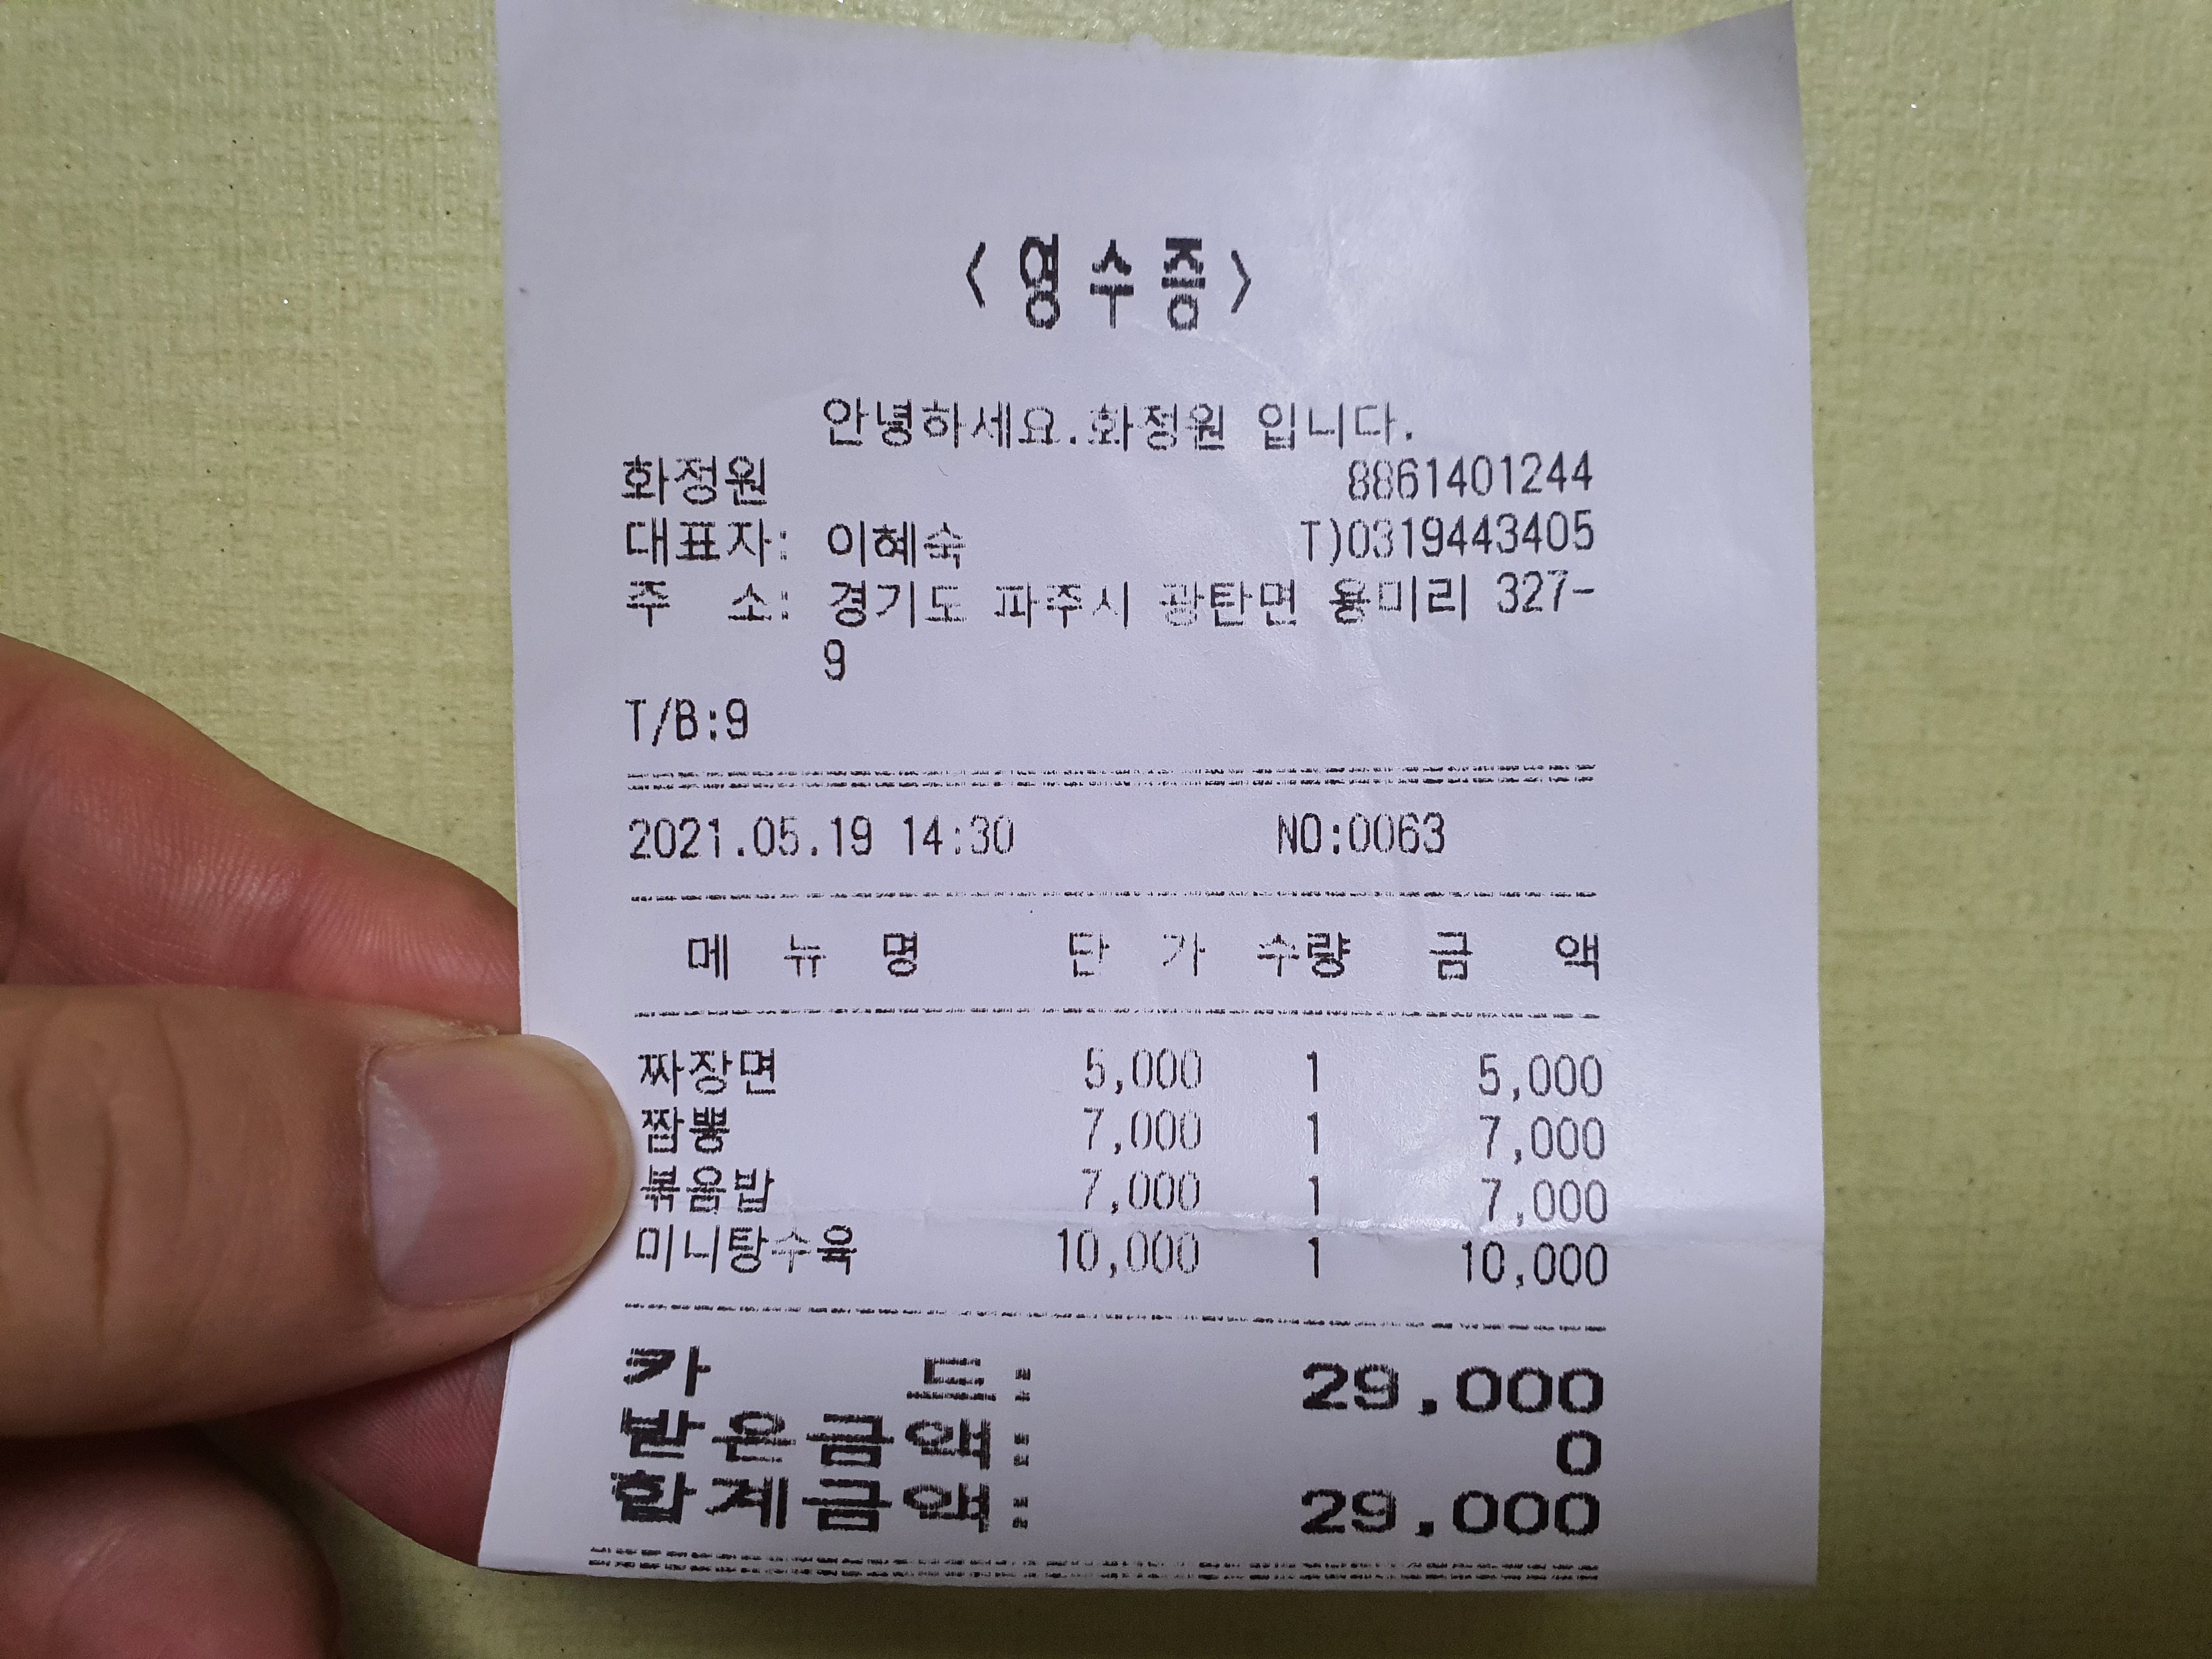 < 영수증 >
안녕하세요.화정원 입니다.
화정원 8861401244
대표자: 이혜숙 T)0319443405
주 소: 경기도 파주시 광탄면 용미리 327-
9
T/B:9
2021.05.19 14:30 NO:0063
메 뉴 명 단 가 수량 금 액
짜장면 5,000 1 5,000
짬뽕 7,000 1 7,000
볶음밥 7,000 1 7,000
미니탕수육 10,000 1 10,000
카 드: 29,000
받은금액: 0
합계금액: 29,000